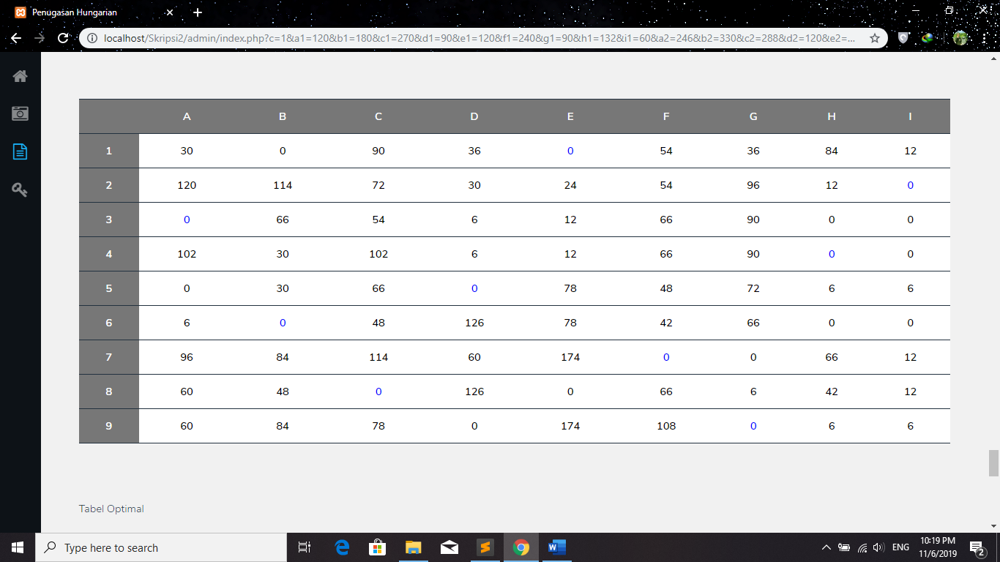 Penugasan Hungarian
localhost/Skripsi2/admin/index.php?c=1&a1=120&b1=180&c1=270&d1=90&e1=120&f1=240&g1=90&h1=132&i1=60&a2=246&b2=330&c2=288&d2=120&e2=...
A B C D E F G H I
1 30 0 90 36 0 54 36 84 12
2 120 114 72 30 24 54 96 12 0
3 0 66 54 6 12 66 90 0 0
4 102 30 102 6 12 66 90 0 0
5 0 30 66 0 78 48 72 6 6
6 6 0 48 126 78 42 66 0 0
7 96 84 114 60 174 0 0 66 12
8 60 48 0 126 0 66 6 42 12
9 60 84 78 0 174 108 0 6 6
Tabel Optimal
Type here to search
ENG
10:19 PM
11/6/2019
2